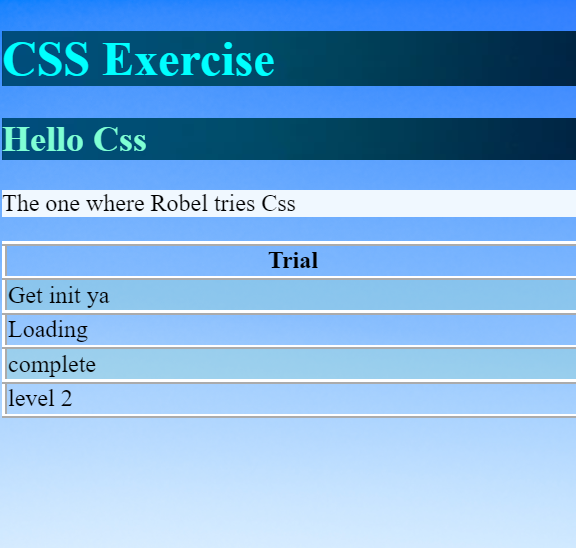 CSS Exercise
Hello Css
The one where Robel tries Css
Trial
Get init ya
Loading
complete
level 2